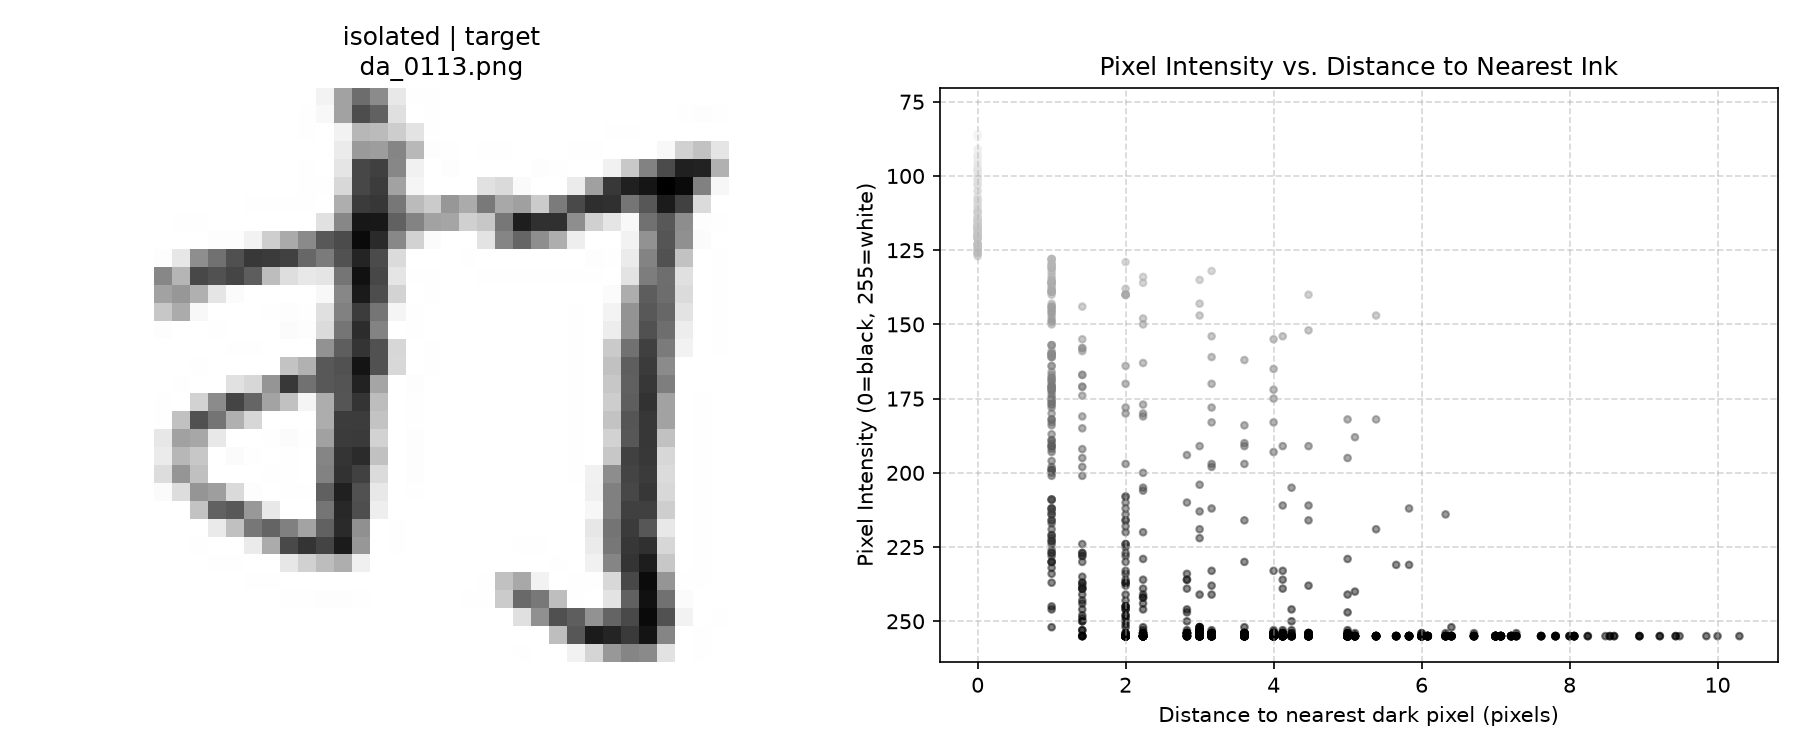 isolated | target
da_0113.png
打
Pixel Intensity vs. Distance to Nearest Ink
Pixel Intensity (0=black, 255=white)
75
100
125
150
175
200
225
250
0 2 4 6 8 10
Distance to nearest dark pixel (pixels)